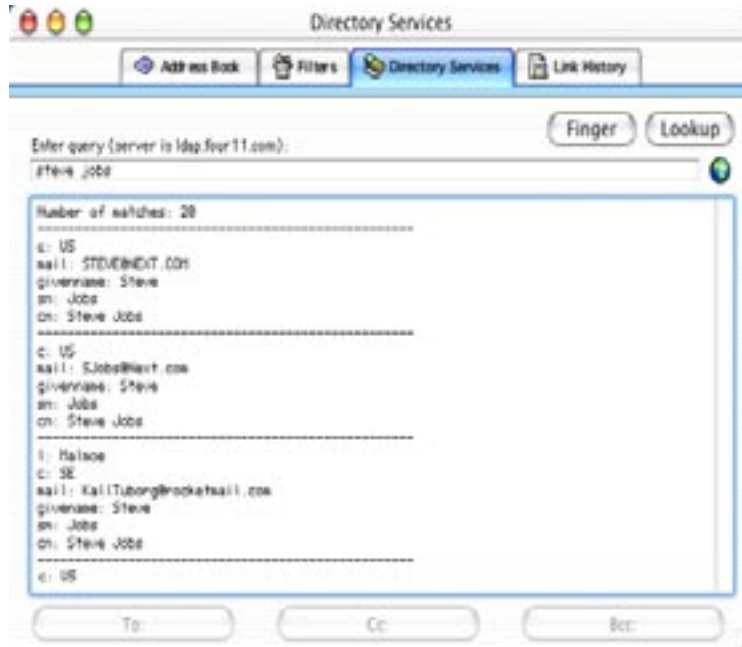 Directory Services
Address Book Filters Directory Services Link History
Finger Lookup
Enter query (server is ldap.four11.com):
steve jobs
Number of matches: 20
------------------------------------------------------
c: US
mail: STEVE@NEXT.COM
givenname: Steve
sn: Jobs
cn: Steve Jobs
------------------------------------------------------
c: US
mail: SJobs@Next.com
givenname: Steve
sn: Jobs
cn: Steve Jobs
------------------------------------------------------
l: Malmoe
c: SE
mail: KallTuborg@rocketmail.com
givenname: Steve
sn: Jobs
cn: Steve Jobs
------------------------------------------------------
c: US
To: Cc: Bcc: